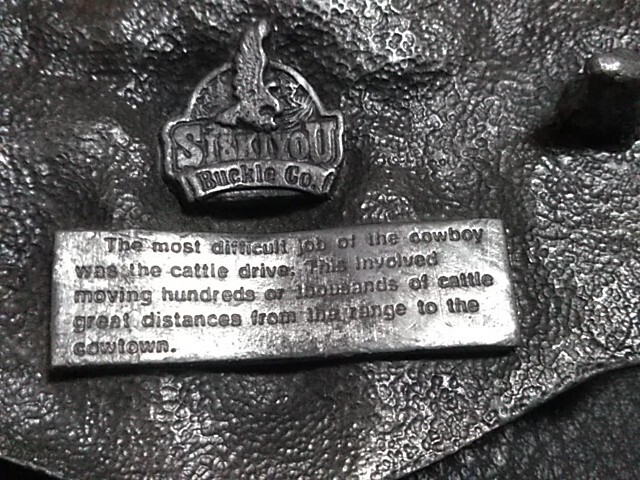 SISKIYOU
Buckle Co.
The most difficult job of the cowboy
was the cattle drive. This involved
moving hundreds or thousands of cattle
great distances from the range to the
cowtown.